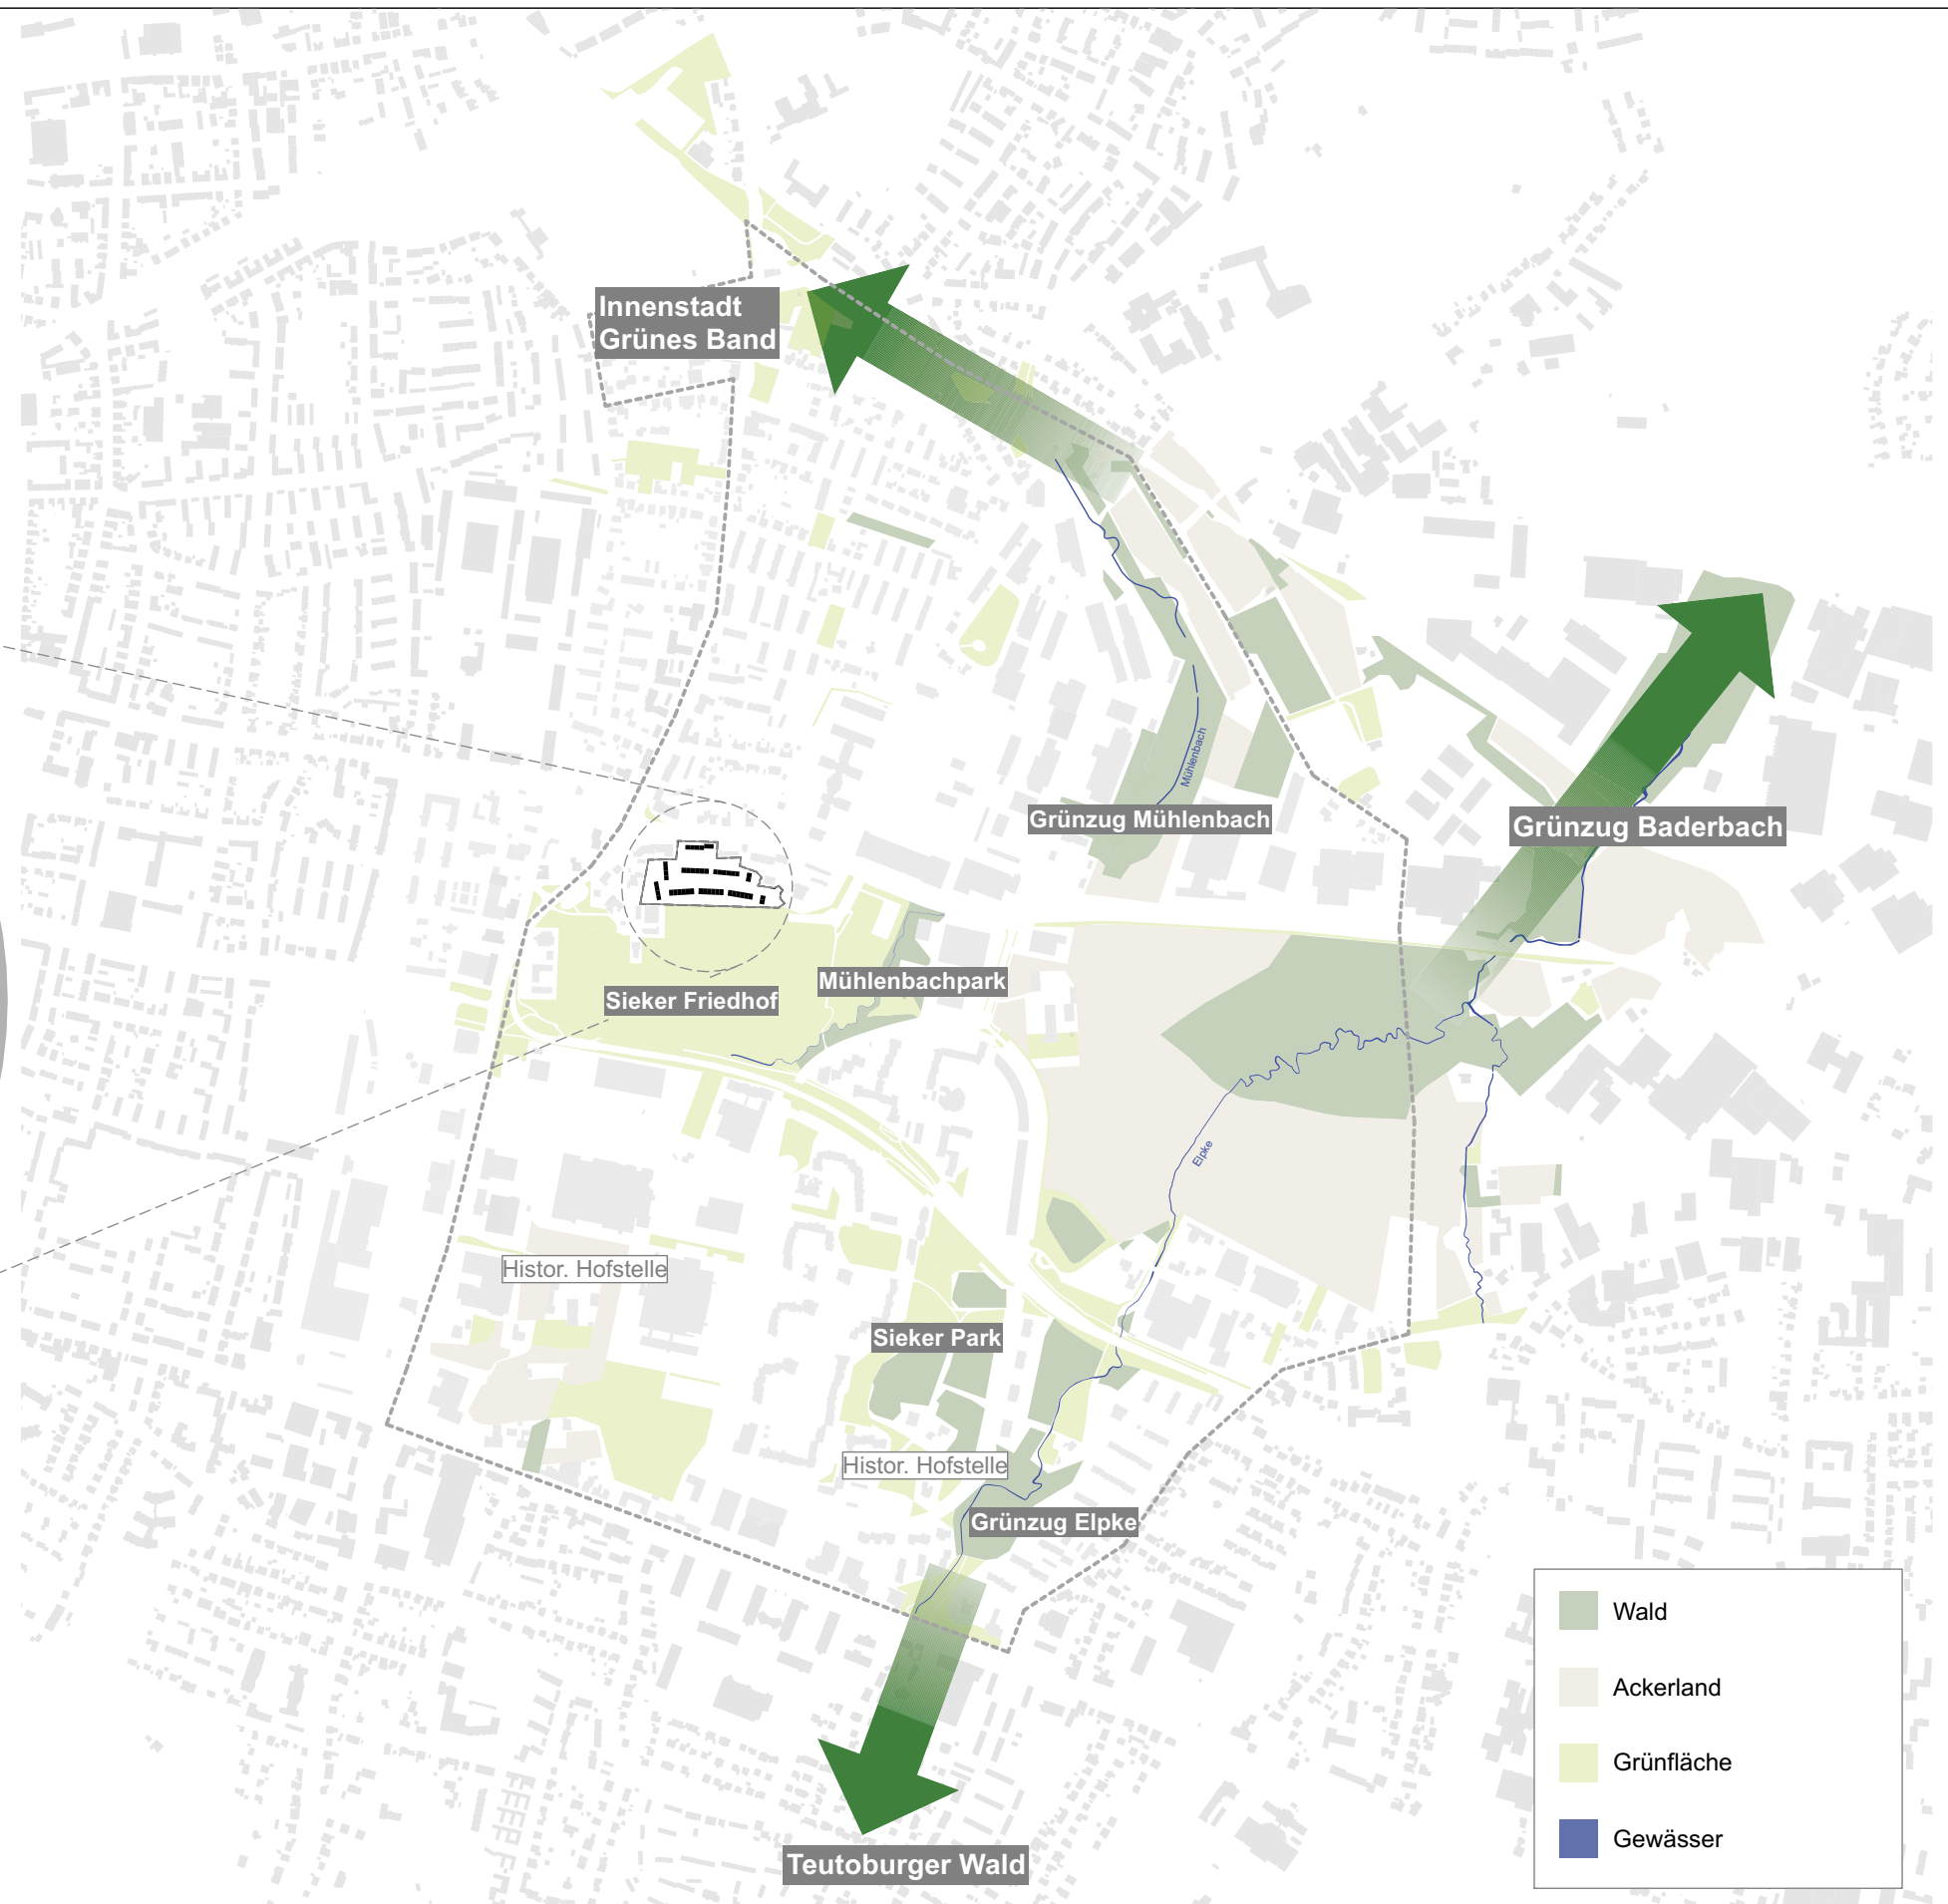 Innenstadt
Grünes Band
Mühlenbach
Grünzug Mühlenbach
Grünzug Baderbach
Mühlenbachpark
Sieker Friedhof
Elpke
Histor. Hofstelle
Sieker Park
Histor. Hofstelle
Grünzug Elpke
Teutoburger Wald
Wald
Ackerland
Grünfläche
Gewässer